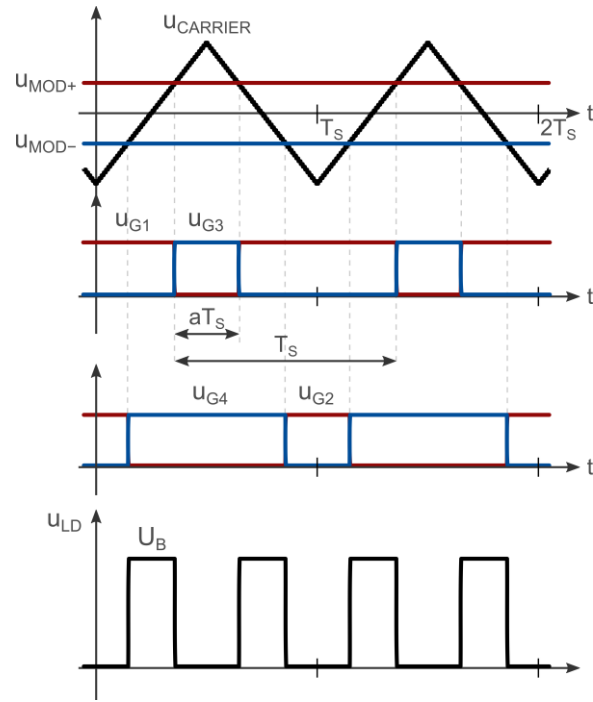 uCARRIER
uMOD+
t
TS
2TS
uMOD−
uG1
uG3
t
aTS
TS
uG4
uG2
t
uLD
UB